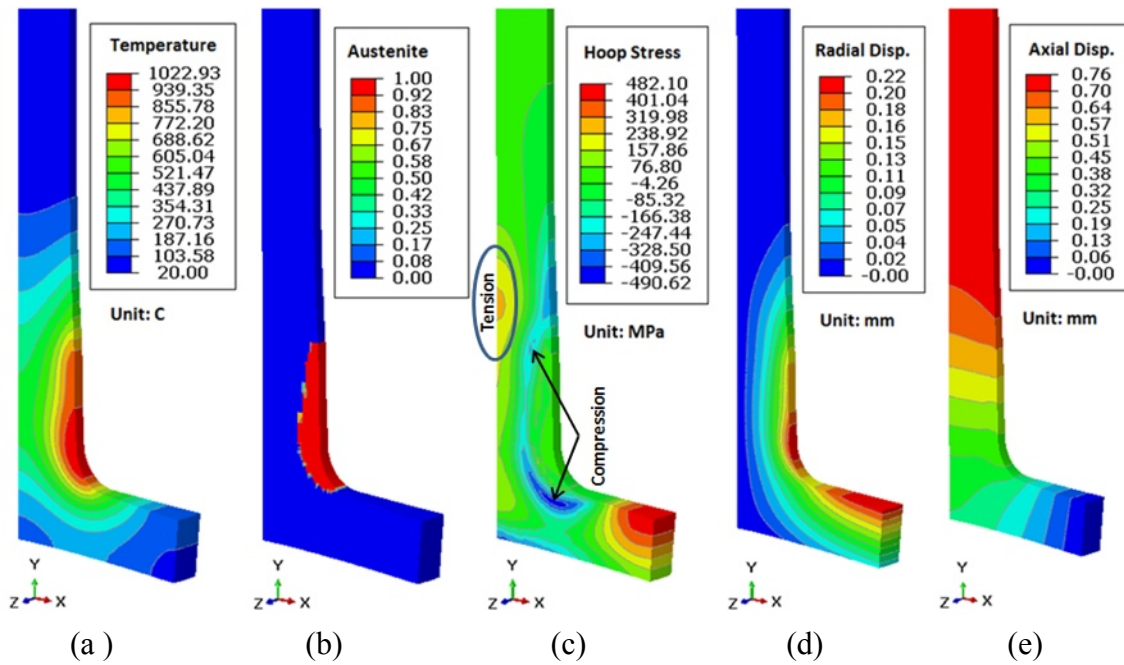 Temperature
1022.93
939.35
855.78
772.20
688.62
605.04
521.47
437.89
354.31
270.73
187.16
103.58
20.00
Unit: C
Y
Z
X
(a )
Austenite
1.00
0.92
0.83
0.75
0.67
0.58
0.50
0.42
0.33
0.25
0.17
0.08
0.00
Y
Z
X
(b)
Hoop Stress
482.10
401.04
319.98
238.92
157.86
76.80
-4.26
-85.32
-166.38
-247.44
-328.50
-409.56
-490.62
Unit: MPa
Tension
Compression
Y
Z
X
(c)
Radial Disp.
0.22
0.20
0.18
0.16
0.15
0.13
0.11
0.09
0.07
0.05
0.04
0.02
-0.00
Unit: mm
Y
Z
X
(d)
Axial Disp.
0.76
0.70
0.64
0.57
0.51
0.45
0.38
0.32
0.25
0.19
0.13
0.06
-0.00
Unit: mm
Y
Z
X
(e)